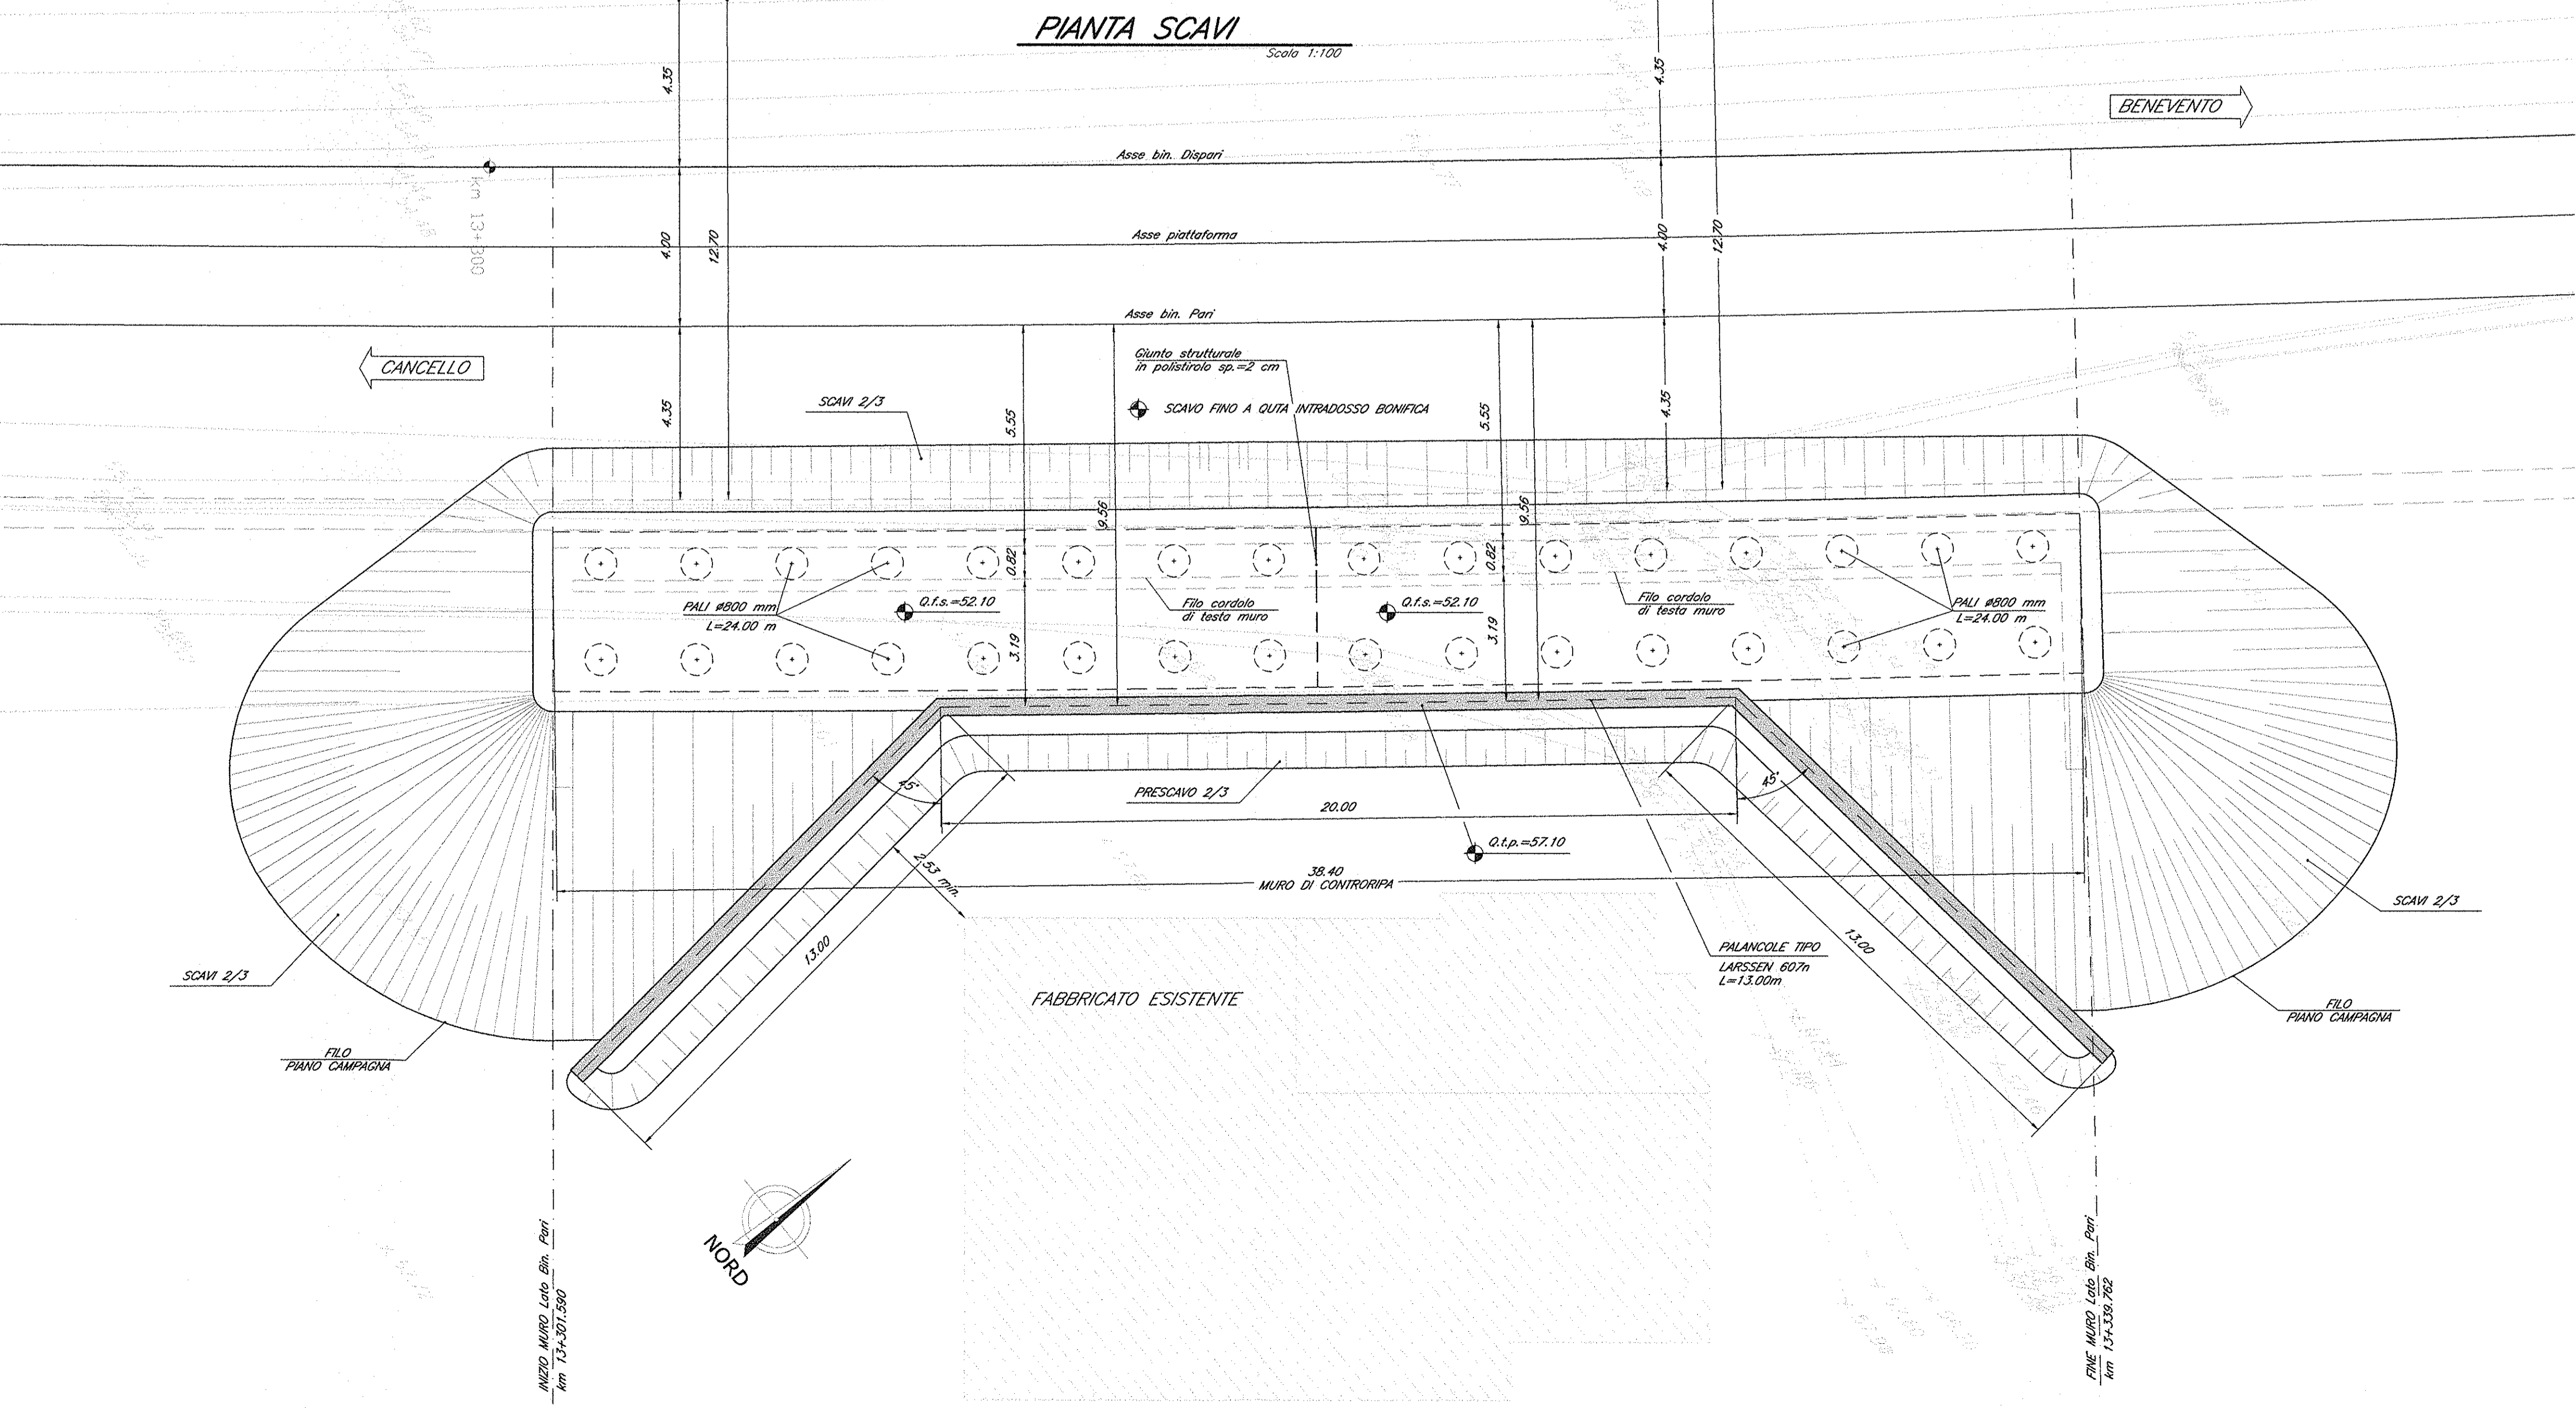 PIANTA SCAVI
Scala 1:100
4.35
4.35
BENEVENTO
Asse bin. Dispari
km 13+300
4.00
12.70
Asse piattaforma
4.00
12.70
Asse bin. Pari
CANCELLO
Giunto strutturale
in polistirolo sp.=2 cm
SCAVI 2/3
4.35
5.55
SCAVO FINO A QUTA INTRADOSSO BONIFICA
5.55
4.35
9.56
9.56
0.82
0.82
PALI ø800 mm
L=24.00 m
Q.f.s.=52.10
Filo cordolo
di testa muro
Q.f.s.=52.10
Filo cordolo
di testa muro
PALI ø800 mm
L=24.00 m
3.19
3.19
45°
PRESCAVO 2/3
45°
20.00
2.53 min.
Q.t.p.=57.10
38.40
MURO DI CONTRORIPA
SCAVI 2/3
13.00
13.00
PALANCOLE TIPO
LARSSEN 607n
L=13.00m
SCAVI 2/3
FABBRICATO ESISTENTE
FILO
PIANO CAMPAGNA
FILO
PIANO CAMPAGNA
NORD
INIZIO MURO Lato Bin. Pari
km 13+301.590
FINE MURO Lato Bin. Pari
km 13+339.762